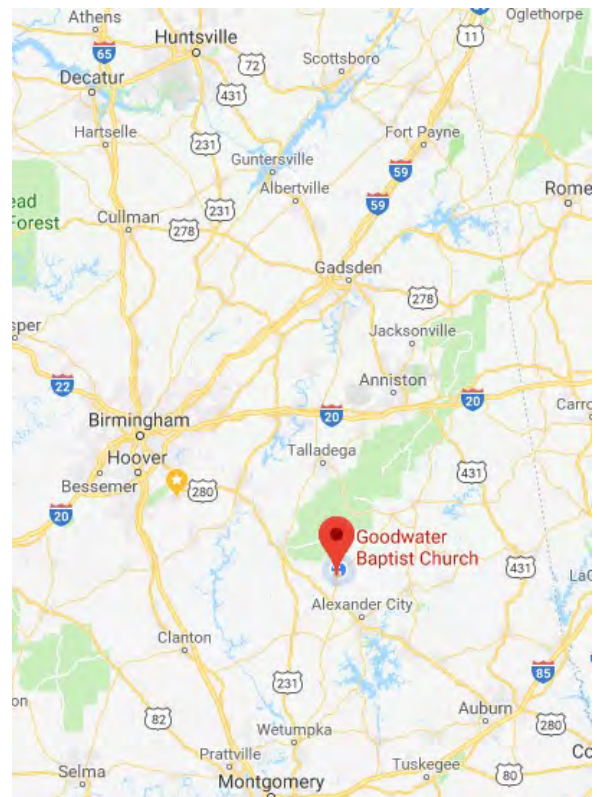 Athens
Oglethorpe
11
Huntsville
65
72
Scottsboro
Decatur
431
Hartselle
231
Fort Payne
Guntersville
59
Albertville
Rome
ead
Forest
59
231
Cullman
278
Gadsden
278
sper
Jacksonville
22
Anniston
20
20
Carro
Birmingham
Hoover
Talladega
431
Bessemer
280
20
Goodwater
Baptist Church
431
LaG
Alexander City
Clanton
85
231
on
Auburn
82
280
Wetumpka
Co
Prattville
Tuskegee
80
Selma
Montgomery